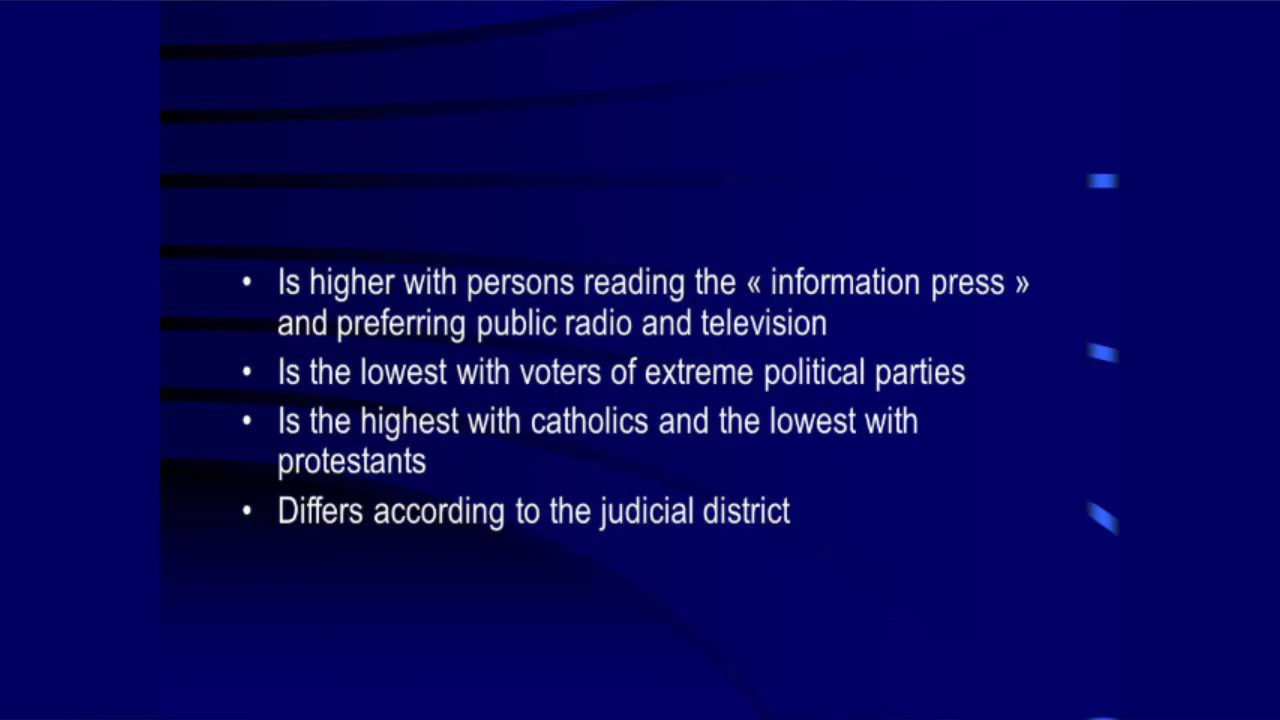 • Is higher with persons reading the « information press »
and preferring public radio and television
• Is the lowest with voters of extreme political parties
• Is the highest with catholics and the lowest with
protestants
• Differs according to the judicial district